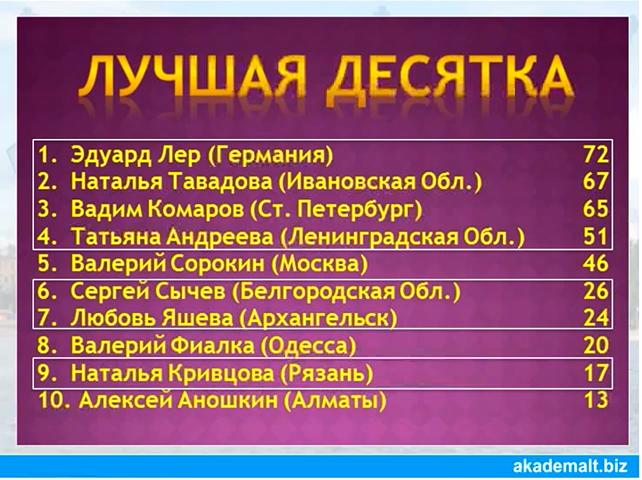 ЛУЧШАЯ ДЕСЯТКА
1. Эдуард Лер (Германия) 72
2. Наталья Тавадова (Ивановская Обл.) 67
3. Вадим Комаров (Ст. Петербург) 65
4. Татьяна Андреева (Ленинградская Обл.) 51
5. Валерий Сорокин (Москва) 46
6. Сергей Сычев (Белгородская Обл.) 26
7. Любовь Яшева (Архангельск) 24
8. Валерий Фиалка (Одесса) 20
9. Наталья Кривцова (Рязань) 17
10. Алексей Аношкин (Алматы) 13
akademalt.biz